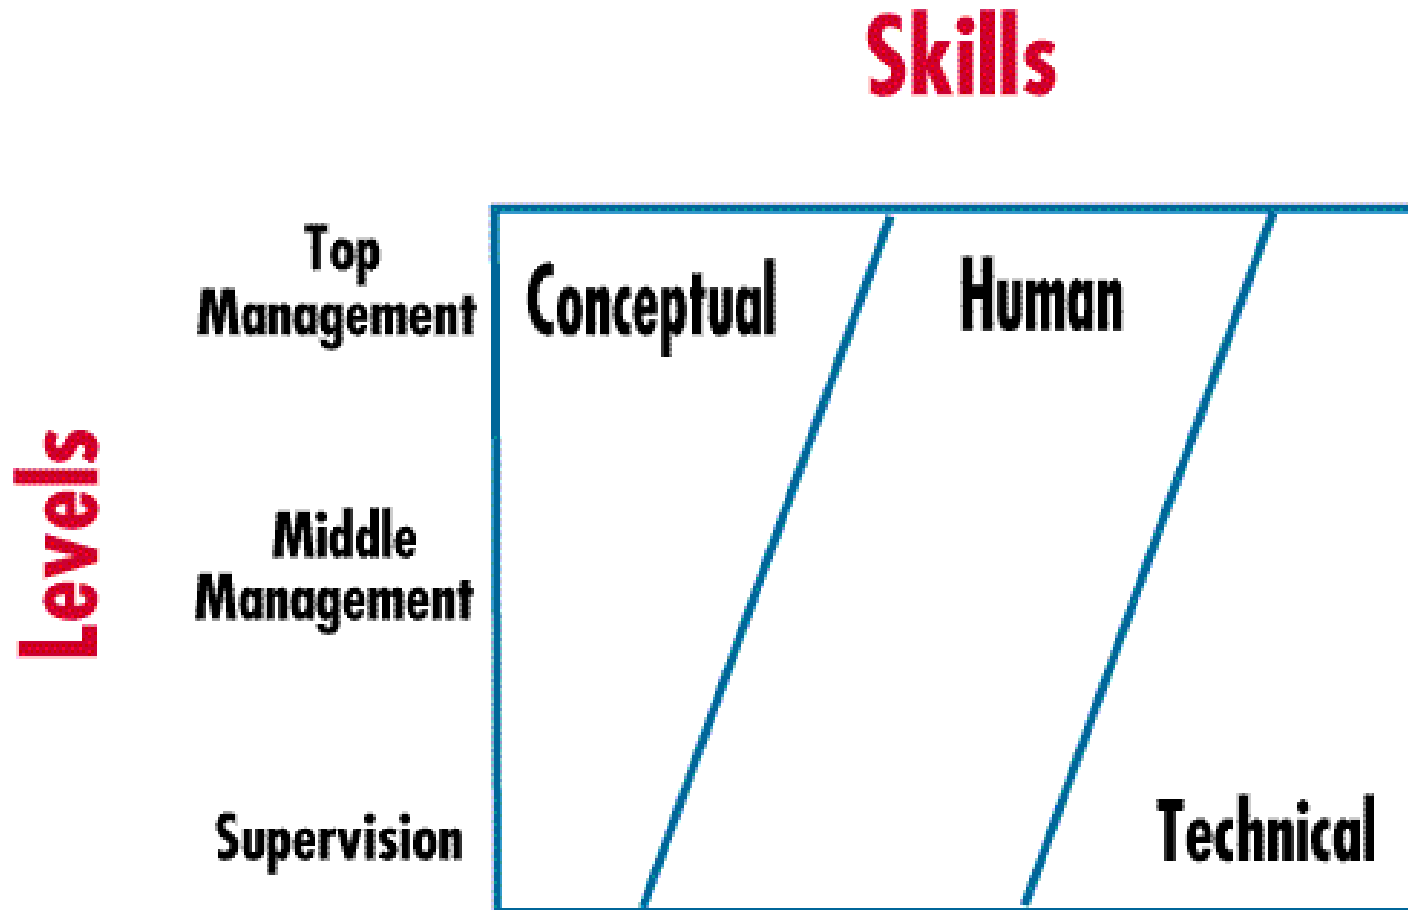 Skills
Top
Management
Conceptual
Human
Levels
Middle
Management
Supervision
Technical